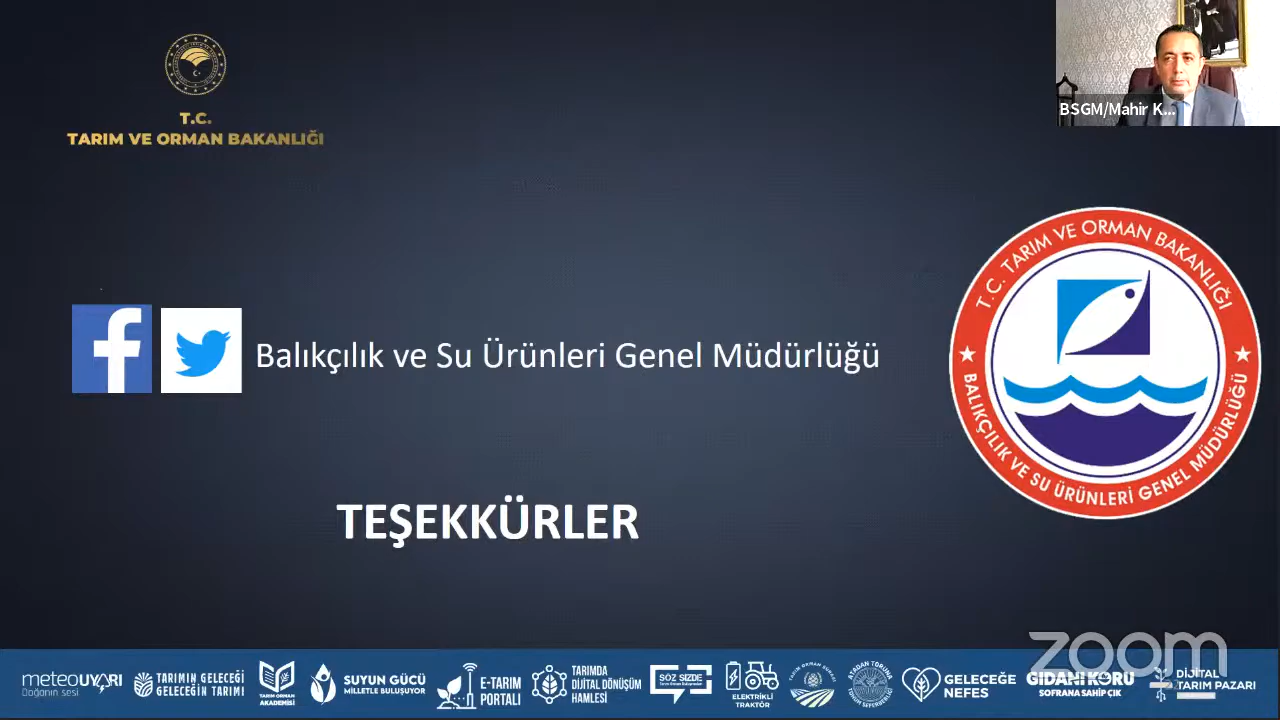 T.C.
TARIM VE ORMAN BAKANLIĞI
BSGM/Mahir K...
T.C. TARIM VE ORMAN BAKANLIĞI
BALIKÇILIK VE SU ÜRÜNLERİ GENEL MÜDÜRLÜĞÜ
Balıkçılık ve Su Ürünleri Genel Müdürlüğü
TEŞEKKÜRLER
zoom
meteoUYARI
Doğanın sesi
TARIMIN GELECEĞİ
GELECEĞİN TARIMI
TARIM ORMAN
AKADEMİSİ
SUYUN GÜCÜ
MİLLETLE BULUŞUYOR
E-TARIM
PORTALI
TARIMDA
DİJİTAL DÖNÜŞÜM
HAMLESİ
SÖZ SİZDE
ELEKTRİKLİ
TRAKTÖR
TARIM ORMAN ŞURASI
GELECEĞE
NEFES
GIDANI KORU
SOFRANA SAHİP ÇIK
DİJİTAL
TARIM PAZARI